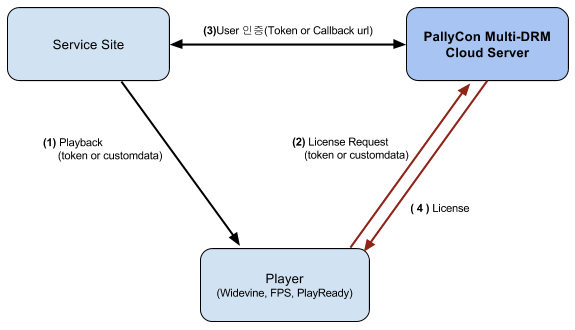 (3)User 인증(Token or Callback url)
Service Site
PallyCon Multi-DRM
Cloud Server
(1) Playback
(token or customdata)
(2) License Request
(token or customdata)
( 4 ) License
Player
(Widevine, FPS, PlayReady)